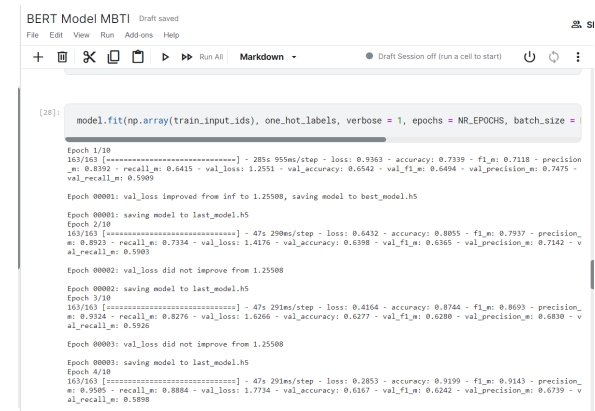 BERT Model MBTI Draft saved
File Edit View Run Add-ons Help
Run All Markdown Draft Session off (run a cell to start)
[28]:
model.fit(np.array(train_input_ids), one_hot_labels, verbose = 1, epochs = NR_EPOCHS, batch_size =
Epoch 1/10
163/163 [==============================] - 285s 955ms/step - loss: 0.9363 - accuracy: 0.7339 - f1_m: 0.7118 - precision
_m: 0.8392 - recall_m: 0.6415 - val_loss: 1.2551 - val_accuracy: 0.6542 - val_f1_m: 0.6494 - val_precision_m: 0.7475 -
val_recall_m: 0.5909
Epoch 00001: val_loss improved from inf to 1.25508, saving model to best_model.h5
Epoch 00001: saving model to last_model.h5
Epoch 2/10
163/163 [==============================] - 47s 290ms/step - loss: 0.6432 - accuracy: 0.8055 - f1_m: 0.7937 - precision_
m: 0.8923 - recall_m: 0.7334 - val_loss: 1.4176 - val_accuracy: 0.6398 - val_f1_m: 0.6365 - val_precision_m: 0.7142 - v
al_recall_m: 0.5903
Epoch 00002: val_loss did not improve from 1.25508
Epoch 00002: saving model to last_model.h5
Epoch 3/10
163/163 [==============================] - 47s 291ms/step - loss: 0.4164 - accuracy: 0.8744 - f1_m: 0.8693 - precision_
m: 0.9324 - recall_m: 0.8276 - val_loss: 1.6266 - val_accuracy: 0.6277 - val_f1_m: 0.6280 - val_precision_m: 0.6830 - v
al_recall_m: 0.5926
Epoch 00003: val_loss did not improve from 1.25508
Epoch 00003: saving model to last_model.h5
Epoch 4/10
163/163 [==============================] - 47s 291ms/step - loss: 0.2853 - accuracy: 0.9199 - f1_m: 0.9143 - precision_
m: 0.9505 - recall_m: 0.8884 - val_loss: 1.7734 - val_accuracy: 0.6167 - val_f1_m: 0.6242 - val_precision_m: 0.6739 - v
al_recall_m: 0.5898